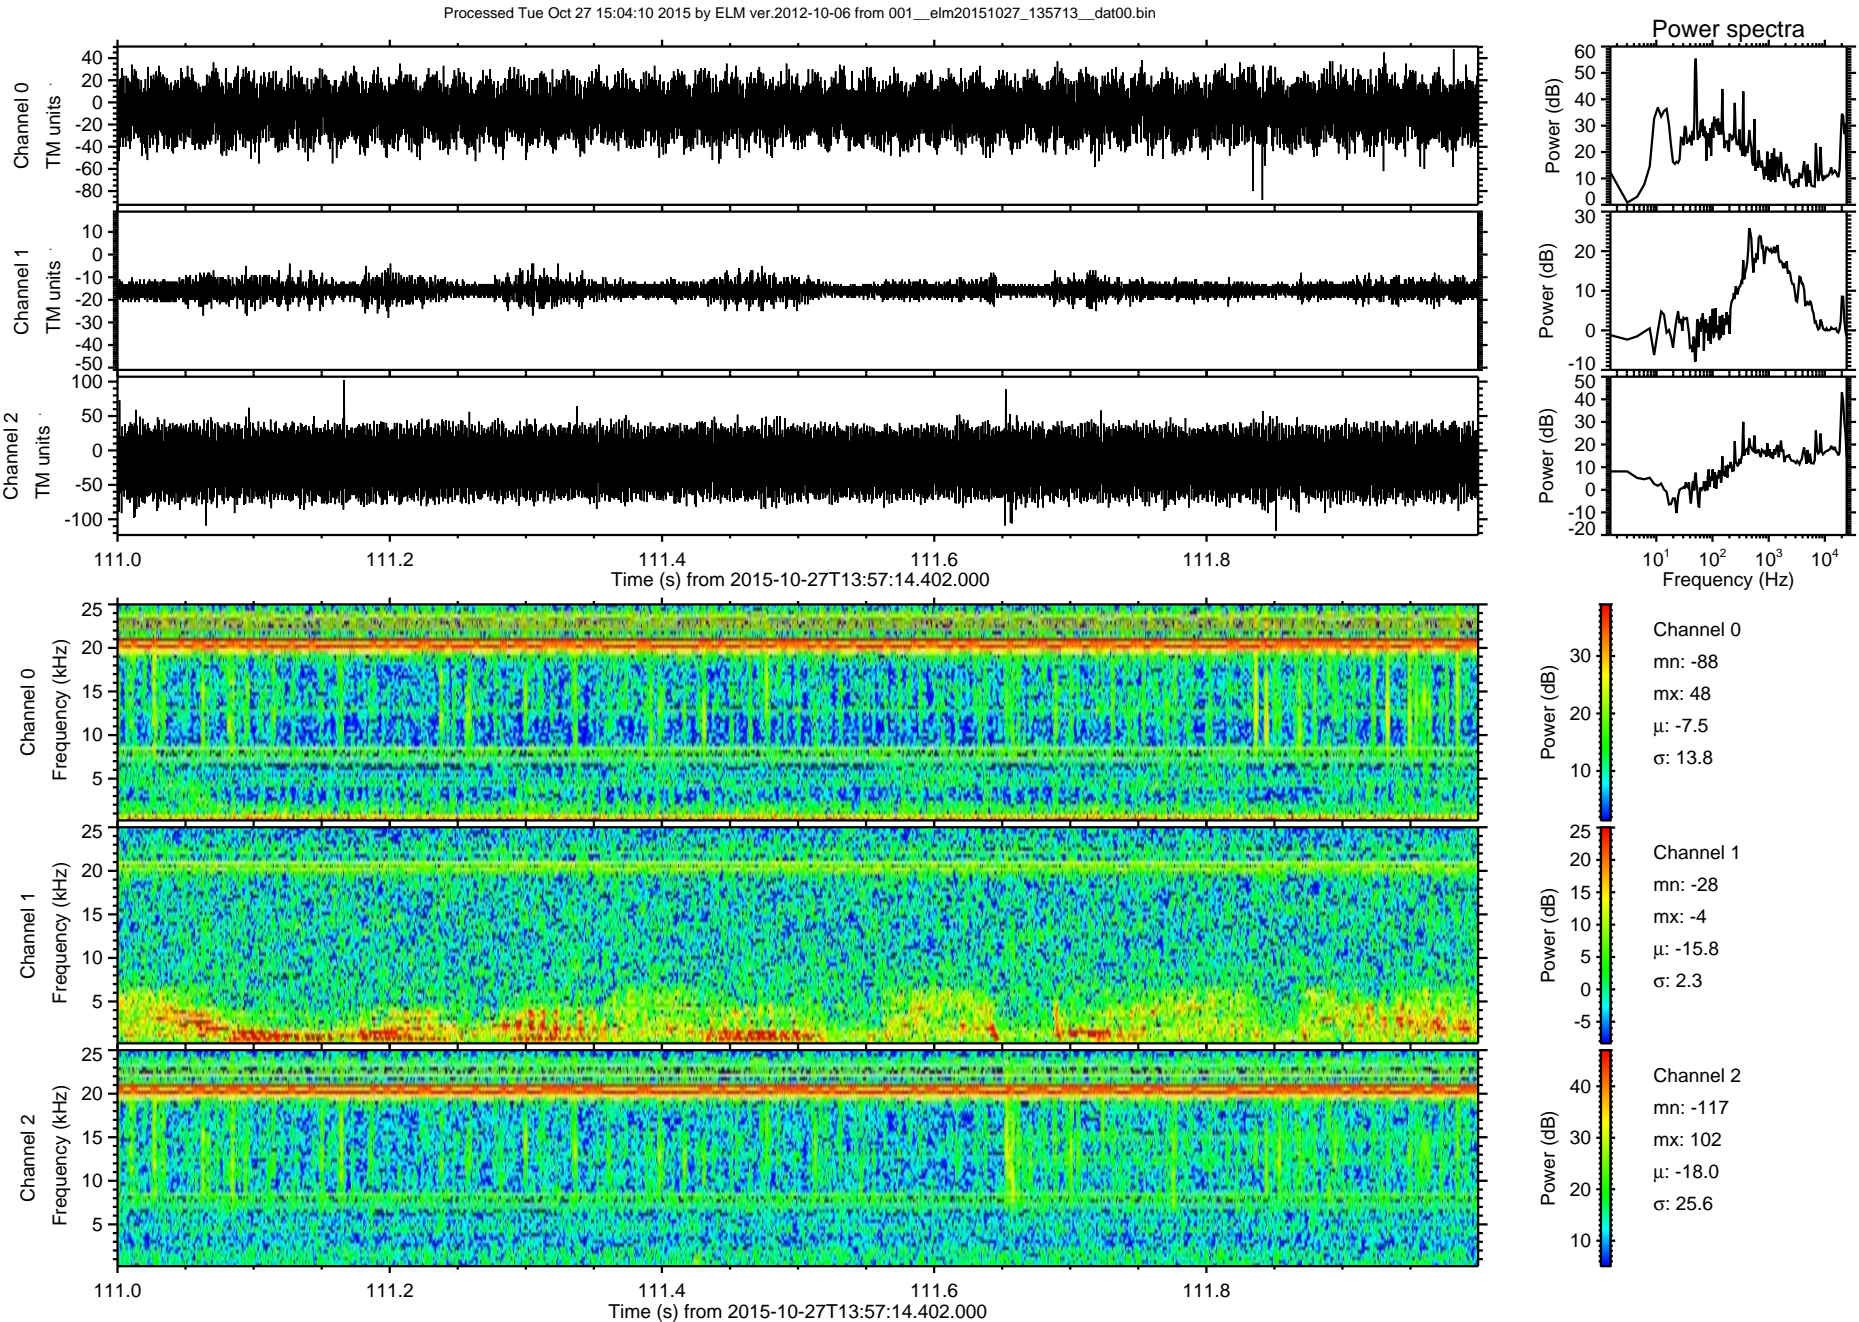 Processed Tue Oct 27 15:04:10 2015 by ELM ver.2012-10-06 from 001__elm20151027_135713__dat00.bin
Power spectra
Channel 0
TM units
40
20
0
-20
-40
-60
-80
Power (dB)
60
50
40
30
20
10
0
Channel 1
TM units
10
0
-10
-20
-30
-40
-50
Power (dB)
30
20
10
0
-10
Channel 2
TM units
100
50
0
-50
-100
Power (dB)
50
40
30
20
10
0
-10
-20
111.0 111.2 111.4 111.6 111.8
Time (s) from 2015-10-27T13:57:14.402.000
10^1 10^2 10^3 10^4
Frequency (Hz)
Channel 0
Frequency (kHz)
25
20
15
10
5
Power (dB)
30
20
10
Channel 0
mn: -88
mx: 48
µ: -7.5
σ: 13.8
Channel 1
Frequency (kHz)
25
20
15
10
5
Power (dB)
25
20
15
10
5
0
-5
Channel 1
mn: -28
mx: -4
µ: -15.8
σ: 2.3
Channel 2
Frequency (kHz)
25
20
15
10
5
Power (dB)
40
30
20
10
Channel 2
mn: -117
mx: 102
µ: -18.0
σ: 25.6
111.0 111.2 111.4 111.6 111.8
Time (s) from 2015-10-27T13:57:14.402.000